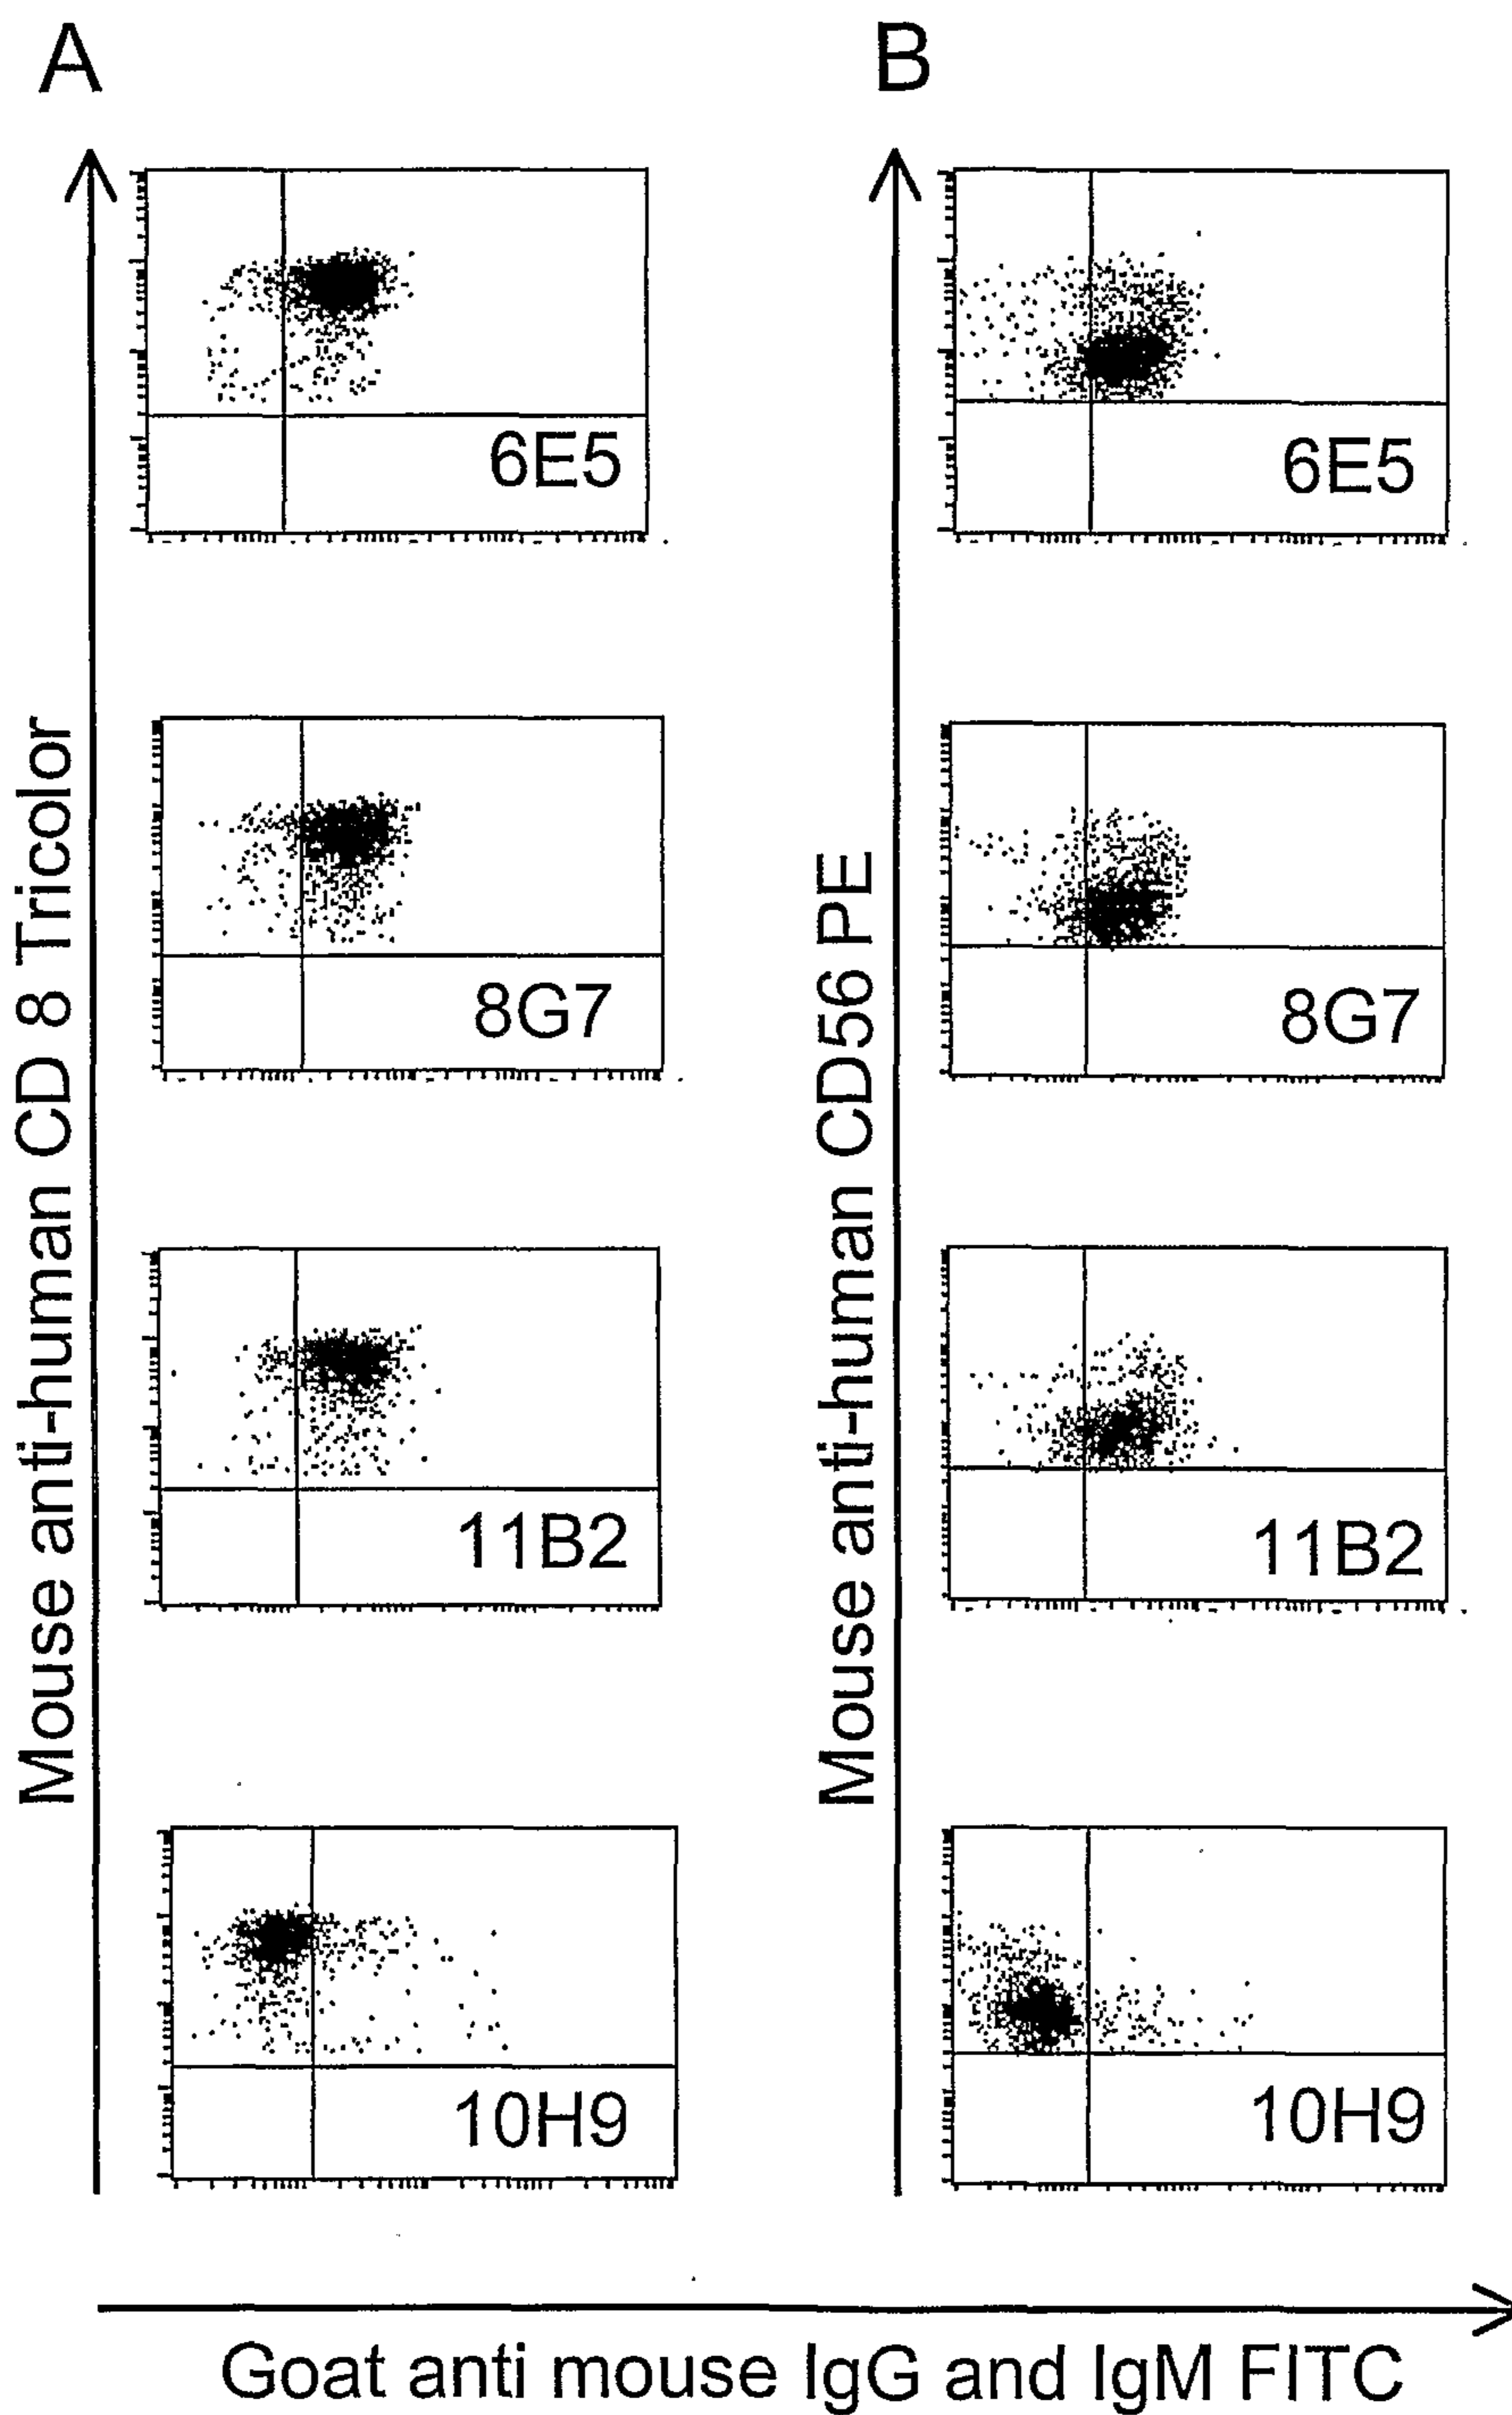 A
B
Mouse anti-human CD 8 Tricolor
Mouse anti-human CD56 PE
6E5
6E5
8G7
8G7
11B2
11B2
10H9
10H9
Goat anti mouse IgG and IgM FITC